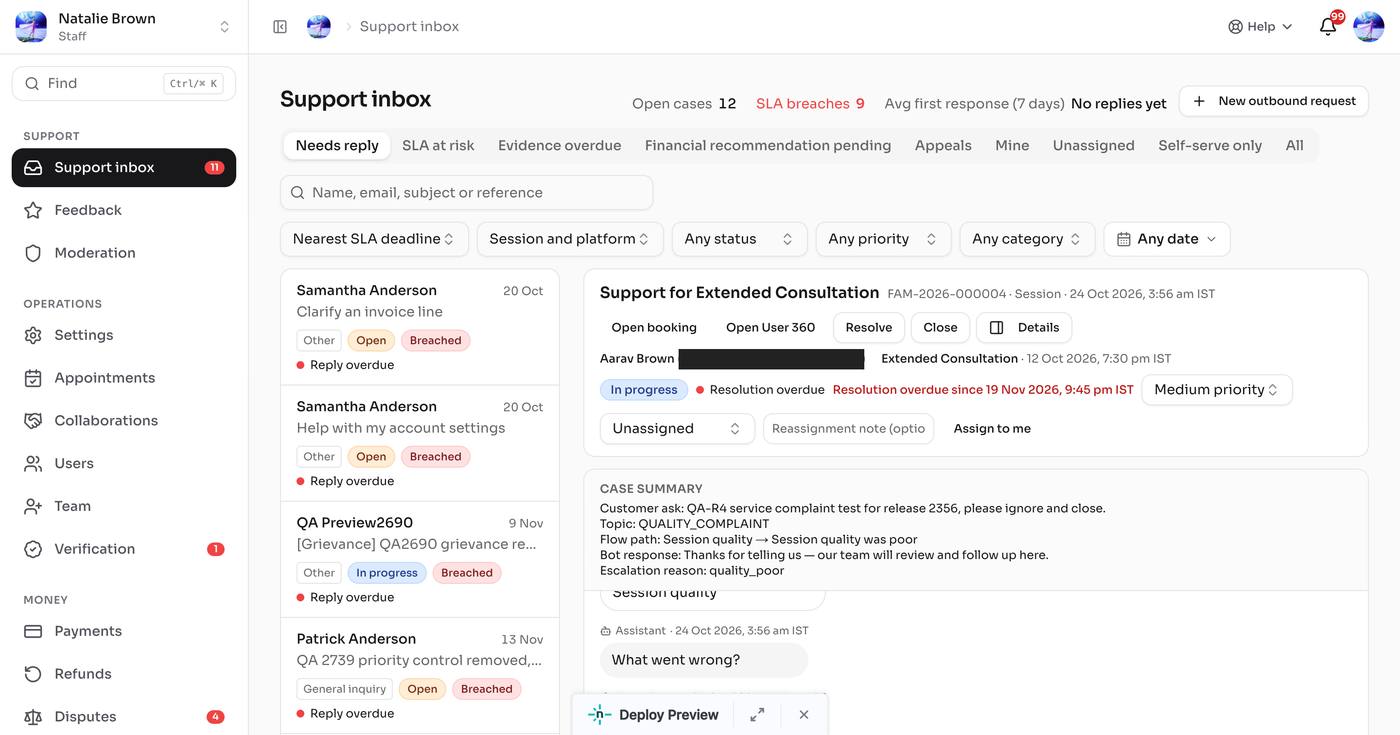 Natalie Brown
Staff
Support inbox
Help
99
Find
Ctrl/⌘ K
SUPPORT
Support inbox 11
Feedback
Moderation
OPERATIONS
Settings
Appointments
Collaborations
Users
Team
Verification 1
MONEY
Payments
Refunds
Disputes 4
Support inbox
Open cases 12 SLA breaches 9 Avg first response (7 days) No replies yet
New outbound request
Needs reply SLA at risk Evidence overdue Financial recommendation pending Appeals Mine Unassigned Self-serve only All
Name, email, subject or reference
Nearest SLA deadline Session and platform Any status Any priority Any category Any date
Samantha Anderson 20 Oct
Clarify an invoice line
Other Open Breached
Reply overdue
Samantha Anderson 20 Oct
Help with my account settings
Other Open Breached
Reply overdue
QA Preview2690 9 Nov
[Grievance] QA2690 grievance re...
Other In progress Breached
Reply overdue
Patrick Anderson 13 Nov
QA 2739 priority control removed,...
General inquiry Open Breached
Reply overdue
Support for Extended Consultation FAM-2026-000004 · Session · 24 Oct 2026, 3:56 am IST
Open booking Open User 360 Resolve Close Details
Aarav Brown Extended Consultation · 12 Oct 2026, 7:30 pm IST
In progress Resolution overdue Resolution overdue since 19 Nov 2026, 9:45 pm IST Medium priority
Unassigned Reassignment note (optio Assign to me
CASE SUMMARY
Customer ask: QA-R4 service complaint test for release 2356, please ignore and close.
Topic: QUALITY_COMPLAINT
Flow path: Session quality → Session quality was poor
Bot response: Thanks for telling us — our team will review and follow up here.
Escalation reason: quality_poor
Session quality
Assistant · 24 Oct 2026, 3:56 am IST
What went wrong?
n Deploy Preview